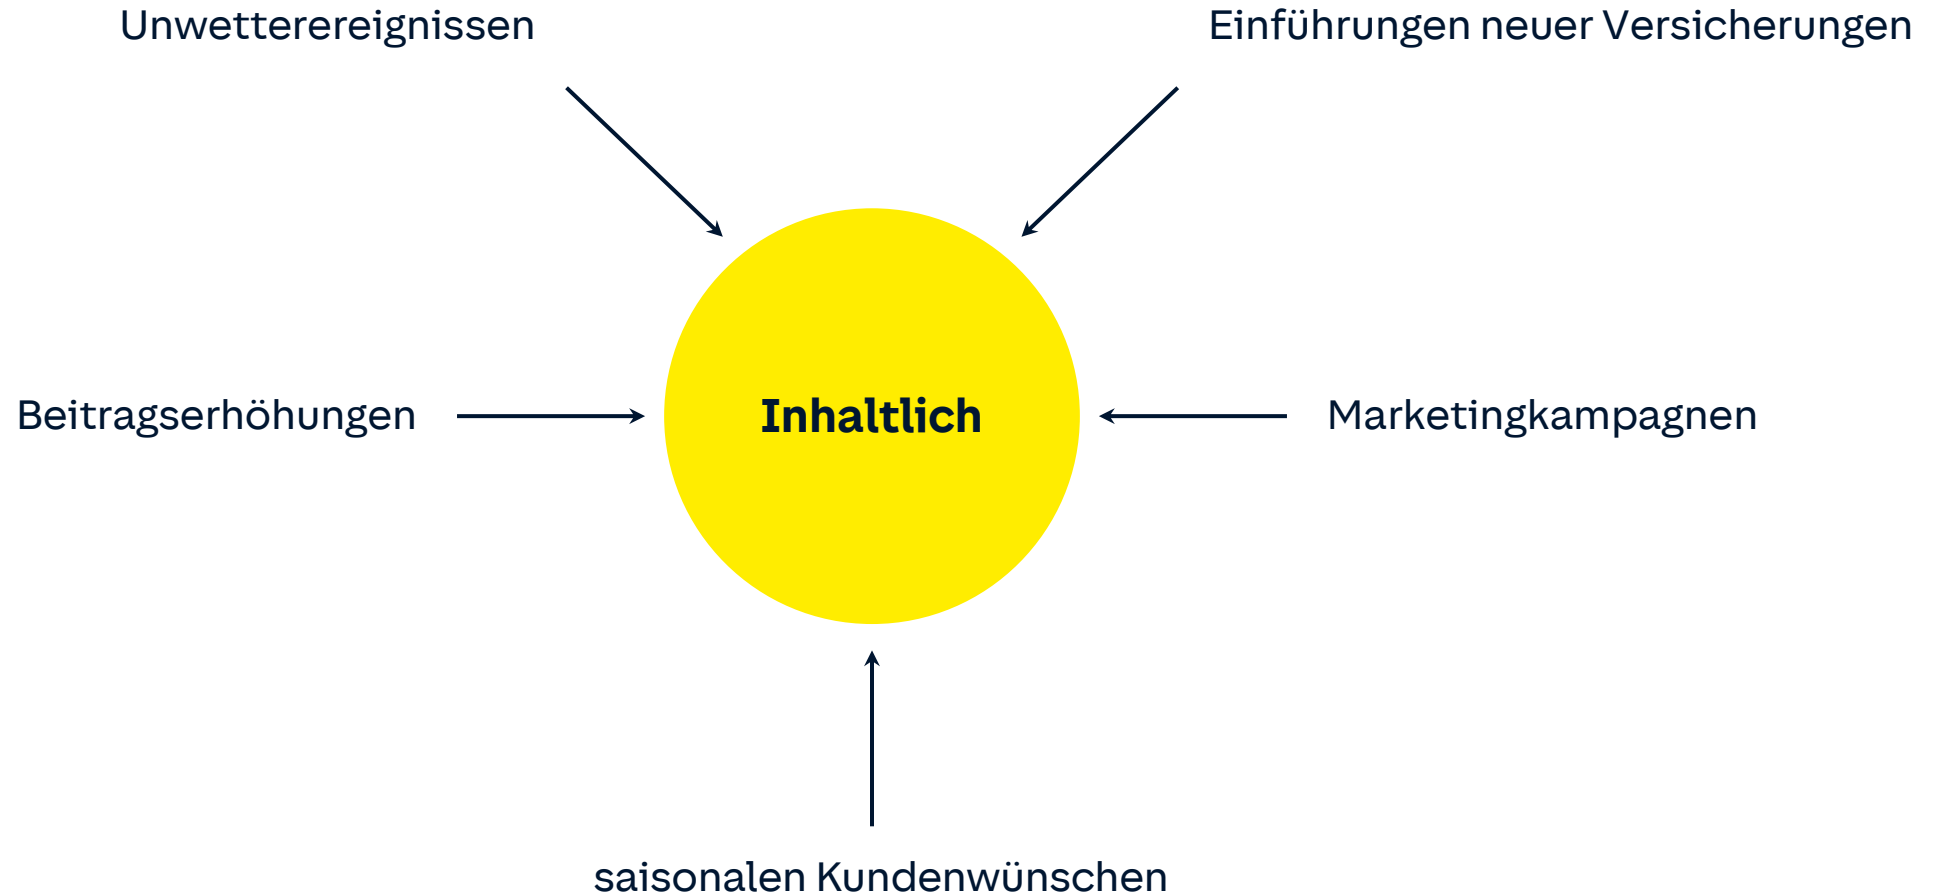 Unwetterereignissen
Einführungen neuer Versicherungen
Beitragserhöhungen
Inhaltlich
Marketingkampagnen
saisonalen Kundenwünschen